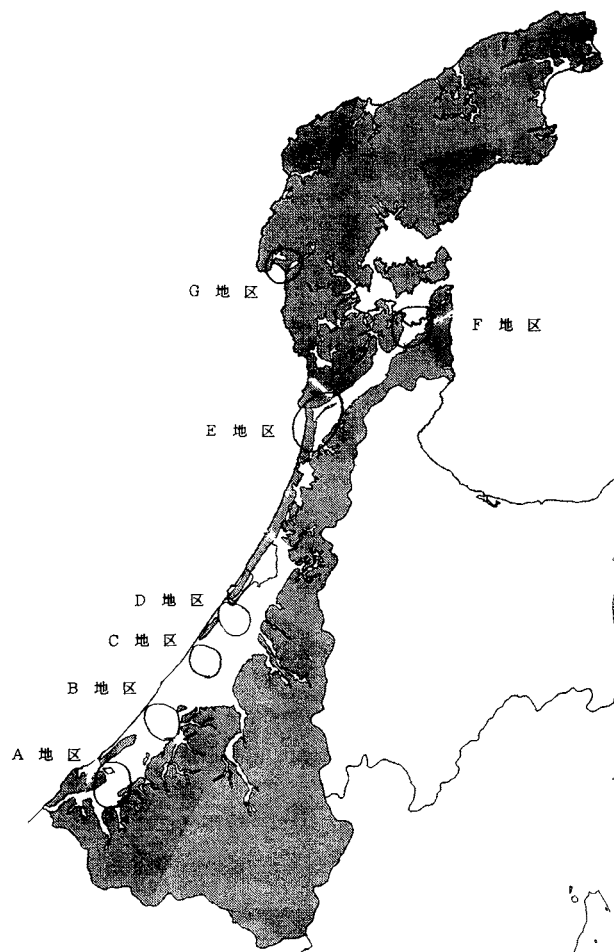 G 地 区
F 地 区
E 地 区
D 地 区
C 地 区
B 地 区
A 地 区